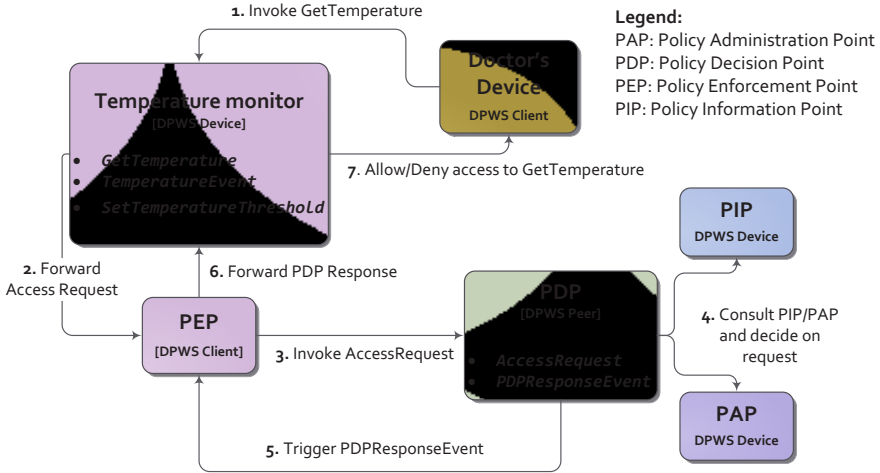 1. Invoke GetTemperature
Legend:
PAP: Policy Administration Point
PDP: Policy Decision Point
PEP: Policy Enforcement Point
PIP: Policy Information Point
Doctor's
Device
DPWS Client
Temperature monitor
[DPWS Device]
• GetTemperature
• TemperatureEvent
• SetTemperatureThreshold
7. Allow/Deny access to GetTemperature
PIP
DPWS Device
2. Forward
Access Request
6. Forward PDP Response
PEP
[DPWS Client]
3. Invoke AccessRequest
PDP
[DPWS Peer]
• AccessRequest
• PDPResponseEvent
4. Consult PIP/PAP
and decide on
request
PAP
DPWS Device
5. Trigger PDPResponseEvent